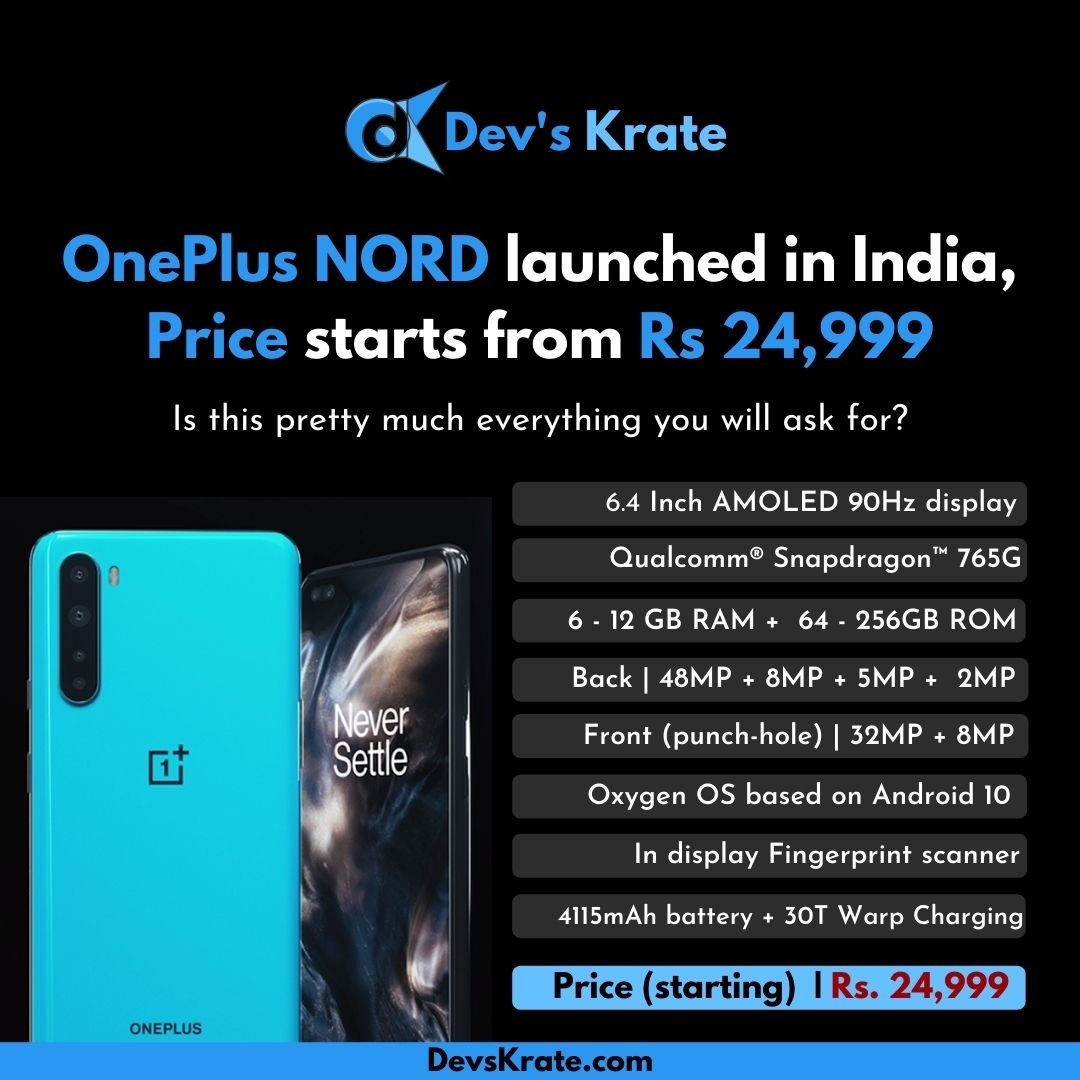 Dev's Krate
OnePlus NORD launched in India,
Price starts from Rs 24,999
Is this pretty much everything you will ask for?
6.4 Inch AMOLED 90Hz display
Qualcomm® Snapdragon™ 765G
6 - 12 GB RAM + 64 - 256GB ROM
Back | 48MP + 8MP + 5MP + 2MP
Front (punch-hole) | 32MP + 8MP
Oxygen OS based on Android 10
In display Fingerprint scanner
4115mAh battery + 30T Warp Charging
Price (starting) | Rs. 24,999
1+
ONEPLUS
Never
Settle
DevsKrate.com